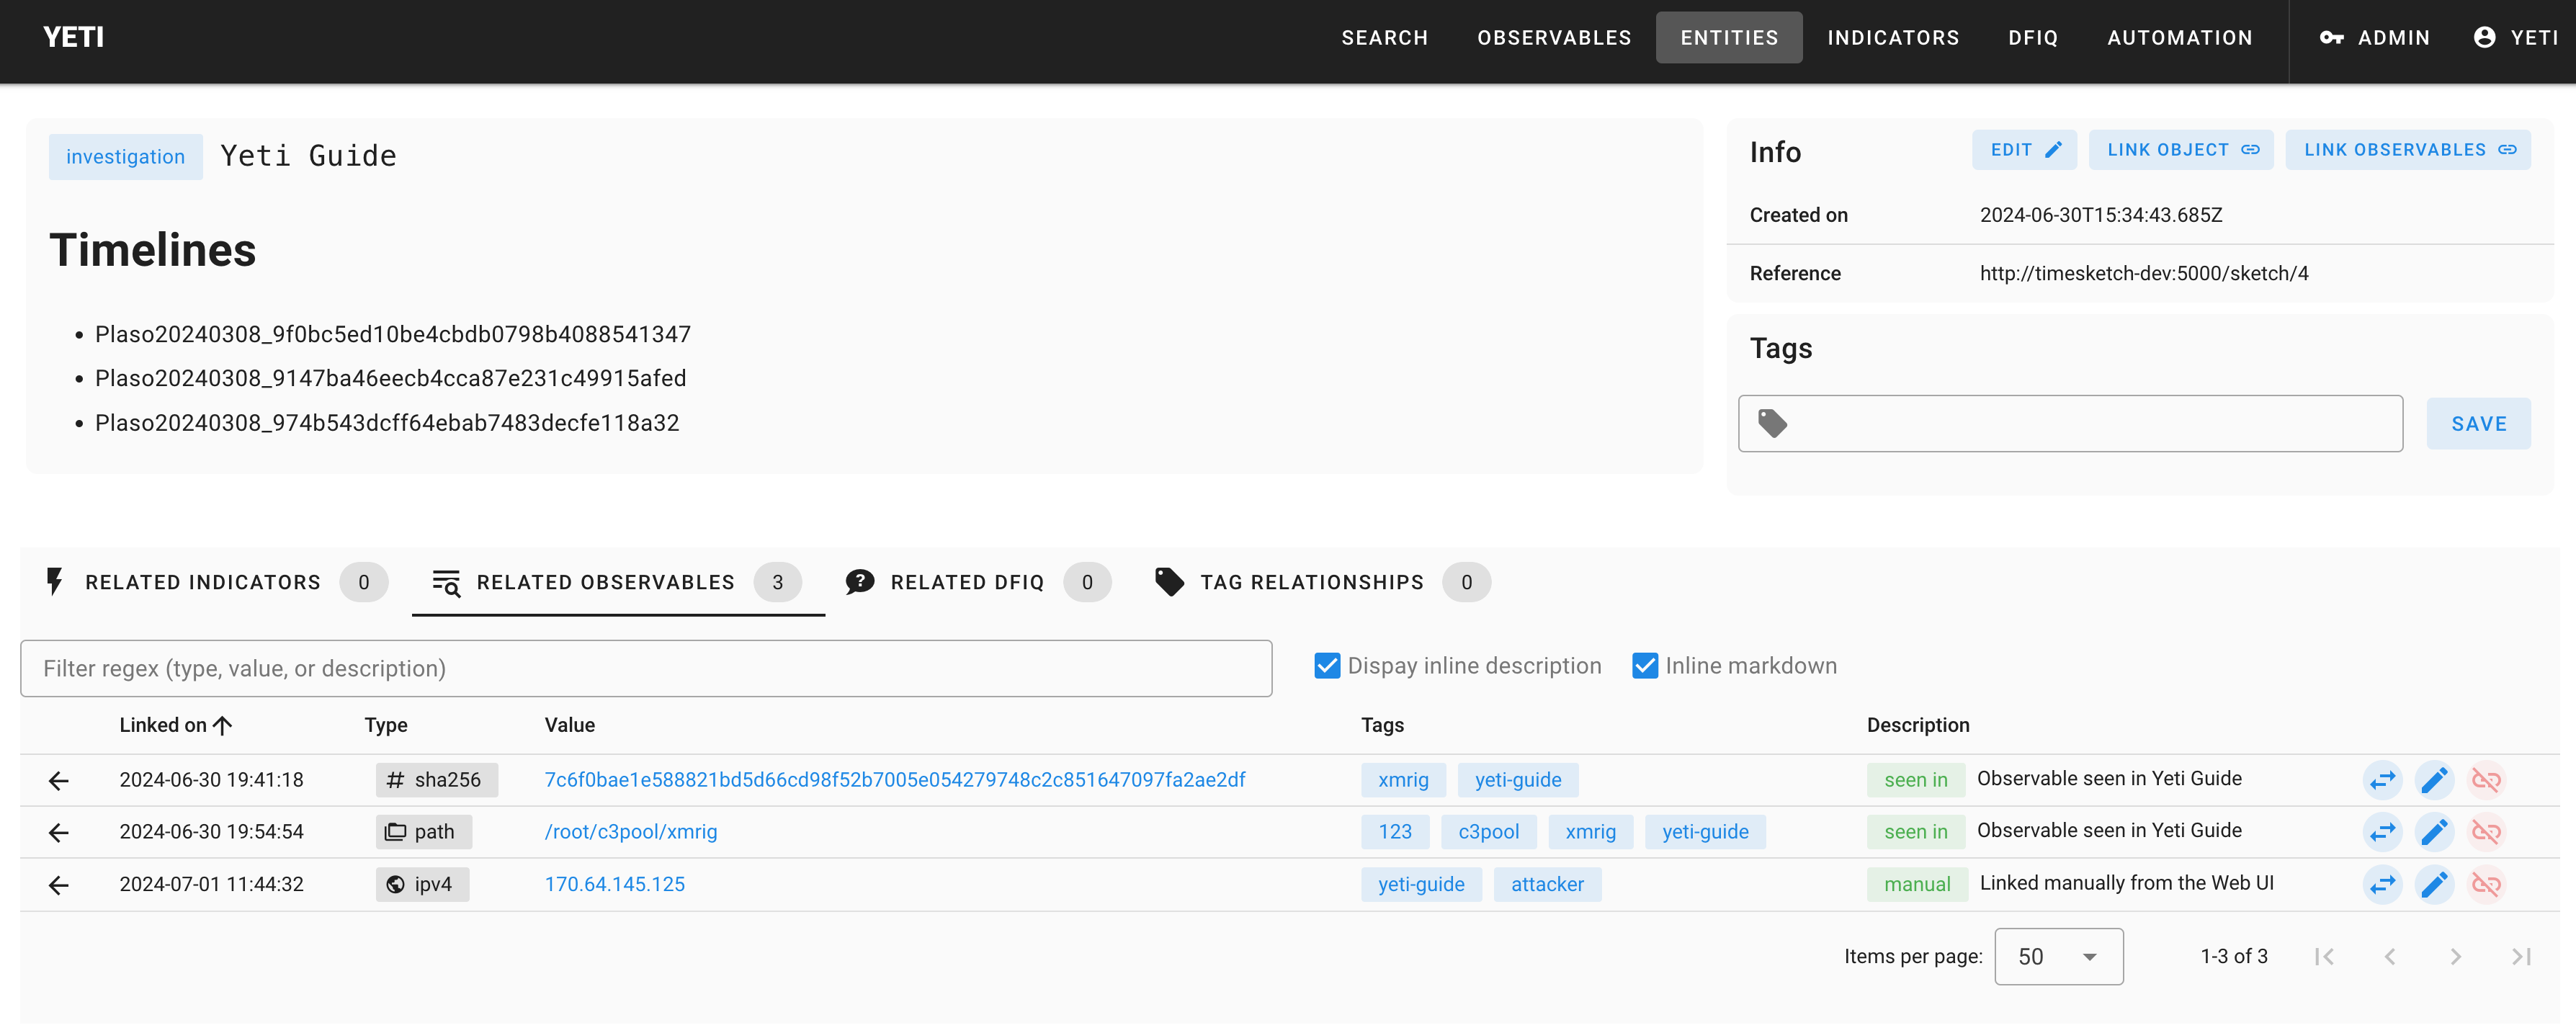 YETI
SEARCH OBSERVABLES ENTITIES INDICATORS DFIQ AUTOMATION ADMIN YETI
investigation Yeti Guide
Timelines
Plaso20240308_9f0bc5ed10be4cbdb0798b4088541347
Plaso20240308_9147ba46eecb4cca87e231c49915afed
Plaso20240308_974b543dcff64ebab7483decfe118a32
Info EDIT LINK OBJECT LINK OBSERVABLES
Created on 2024-06-30T15:34:43.685Z
Reference http://timesketch-dev:5000/sketch/4
Tags
SAVE
RELATED INDICATORS 0 RELATED OBSERVABLES 3 RELATED DFIQ 0 TAG RELATIONSHIPS 0
Filter regex (type, value, or description) Dispay inline description Inline markdown
Linked on Type Value Tags Description
2024-06-30 19:41:18 sha256 7c6f0bae1e588821bd5d66cd98f52b7005e054279748c2c851647097fa2ae2df xmrig yeti-guide seen in Observable seen in Yeti Guide
2024-06-30 19:54:54 path /root/c3pool/xmrig 123 c3pool xmrig yeti-guide seen in Observable seen in Yeti Guide
2024-07-01 11:44:32 ipv4 170.64.145.125 yeti-guide attacker manual Linked manually from the Web UI
Items per page: 50 1-3 of 3